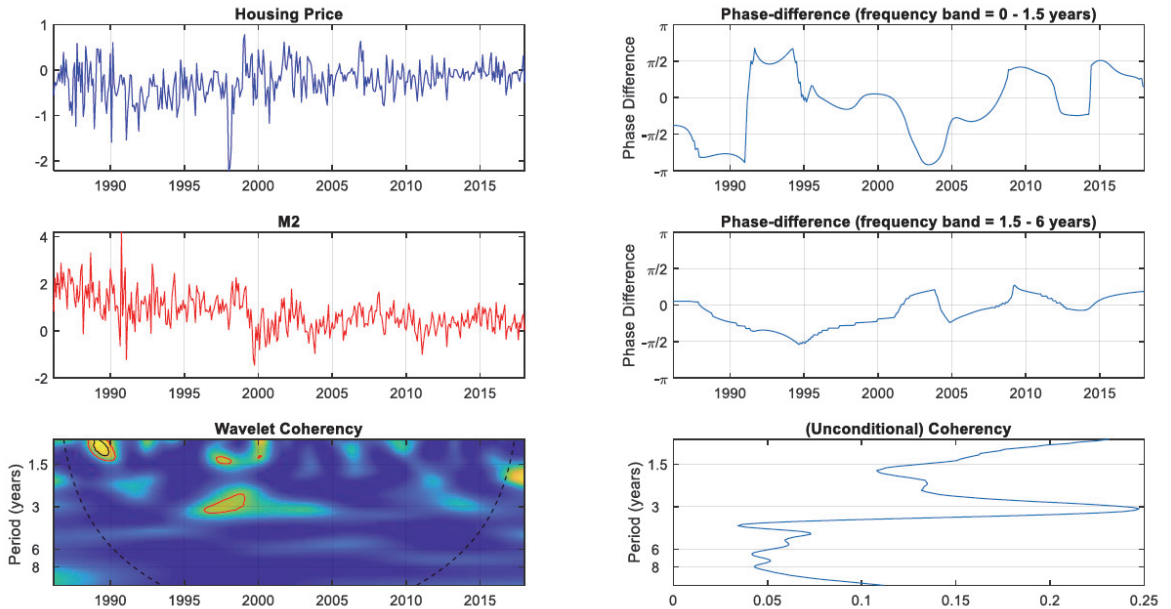 Housing Price
1
0
-1
-2
1990 1995 2000 2005 2010 2015
Phase-difference (frequency band = 0 - 1.5 years)
Phase Difference
π
π/2
0
-π/2
-π
1990 1995 2000 2005 2010 2015
M2
4
2
0
-2
1990 1995 2000 2005 2010 2015
Phase-difference (frequency band = 1.5 - 6 years)
Phase Difference
π
π/2
0
-π/2
-π
1990 1995 2000 2005 2010 2015
Wavelet Coherency
Period (years)
1.5
3
6
8
1990 1995 2000 2005 2010 2015
(Unconditional) Coherency
Period (years)
1.5
3
6
8
0 0.05 0.1 0.15 0.2 0.25